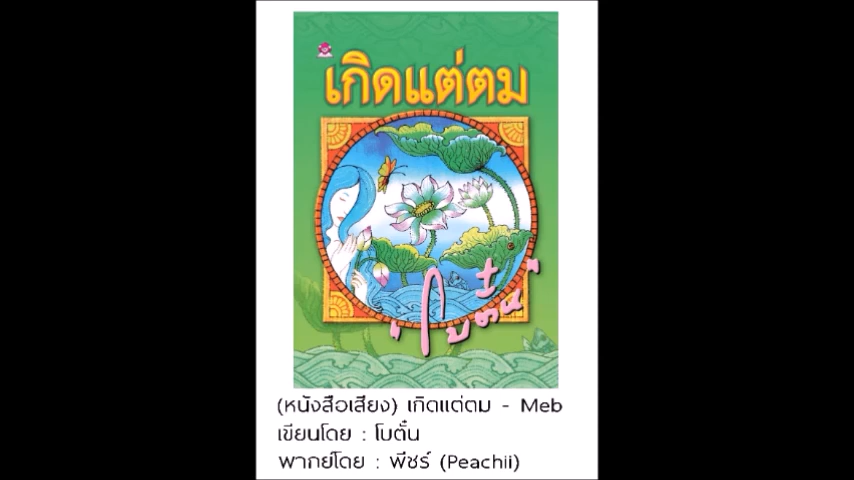 เกิดแต่ตม
"โบตั๋น"
(หนังสือเสียง) เกิดแต่ตม - Meb
เขียนโดย : โบตั๋น
พากย์โดย : พีชร์ (Peachii)